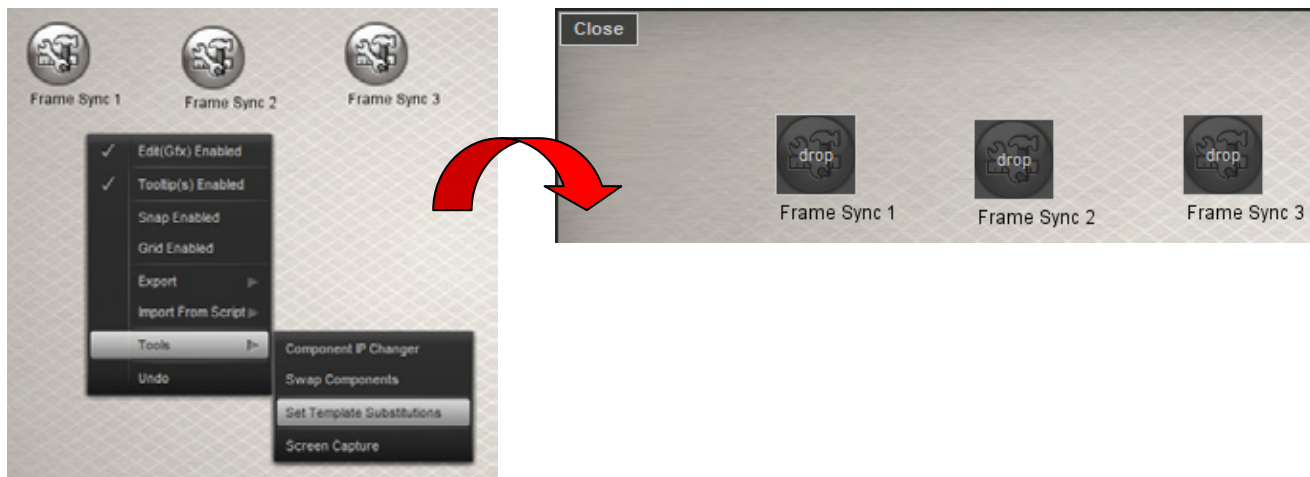 Frame Sync 1
Frame Sync 2
Frame Sync 3
Edit(Gfx) Enabled
Tooltip(s) Enabled
Snap Enabled
Grid Enabled
Export
Import From Script
Tools
Undo
Component IP Changer
Swap Components
Set Template Substitutions
Screen Capture
Close
drop
drop
drop
Frame Sync 1
Frame Sync 2
Frame Sync 3